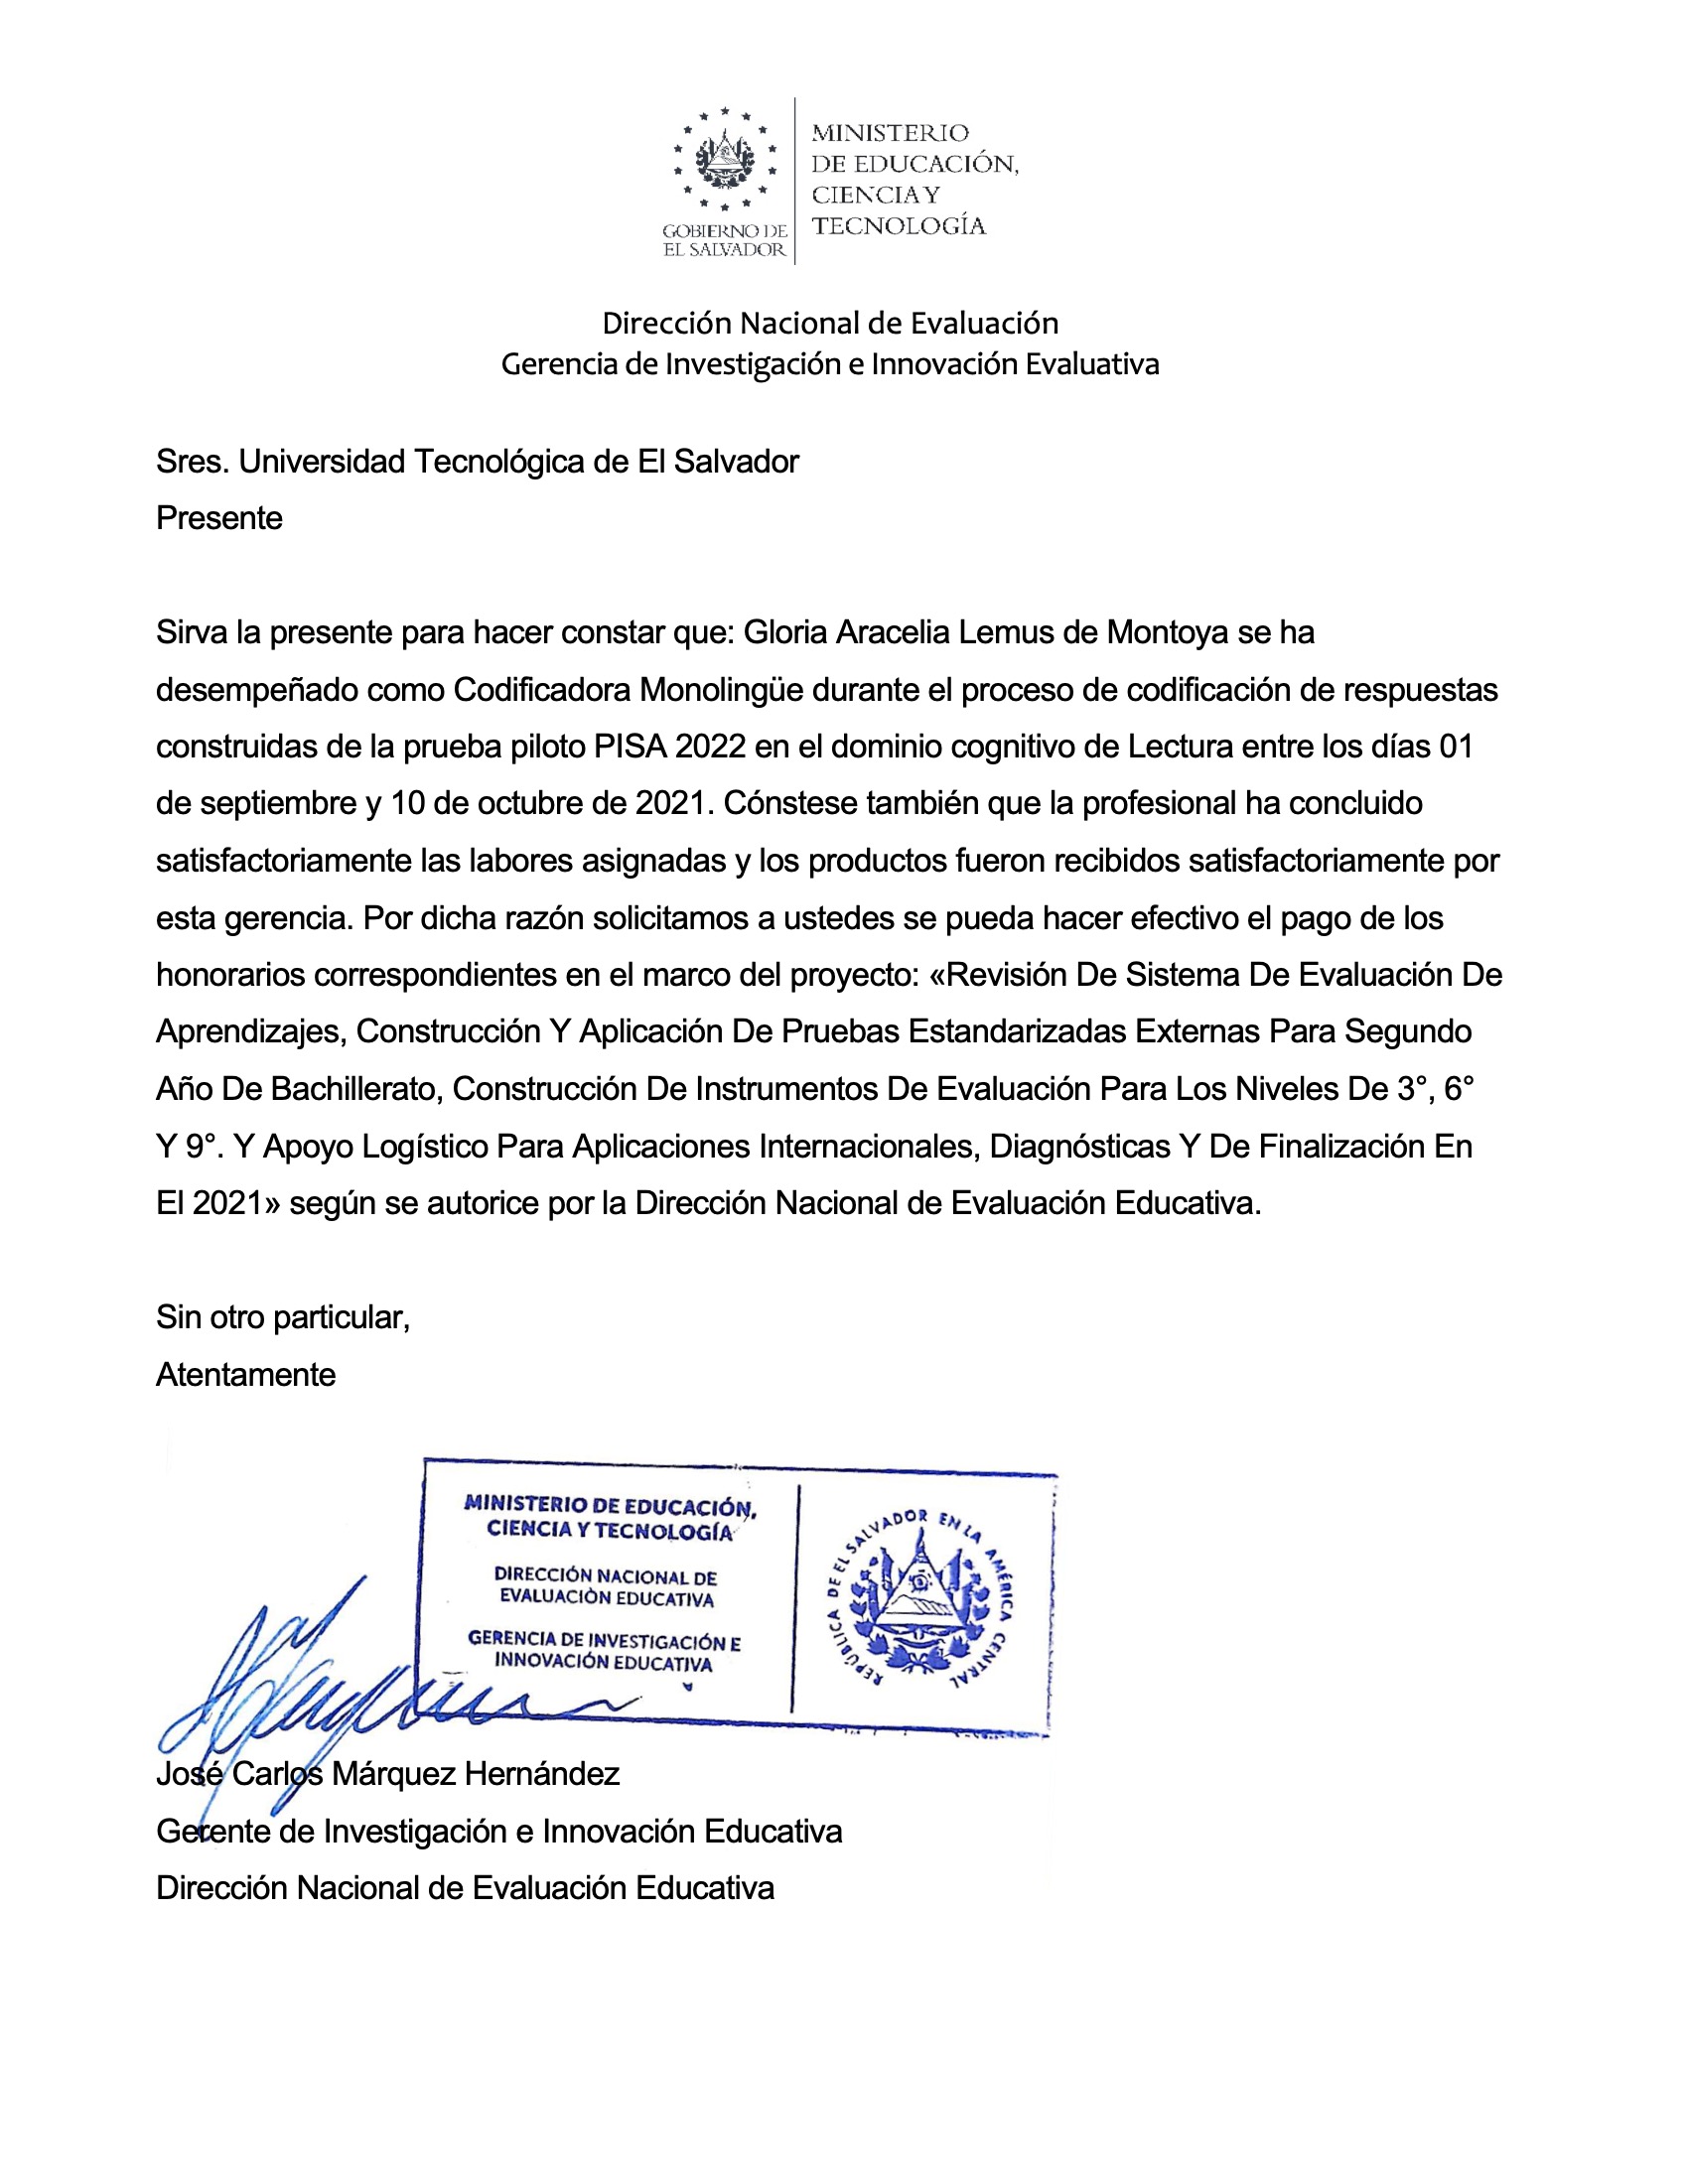 GOBIERNO DE
EL SALVADOR
MINISTERIO
DE EDUCACIÓN,
CIENCIA Y
TECNOLOGÍA
Dirección Nacional de Evaluación
Gerencia de Investigación e Innovación Evaluativa
Sres. Universidad Tecnológica de El Salvador
Presente
Sirva la presente para hacer constar que: Gloria Aracelia Lemus de Montoya se ha
desempeñado como Codificadora Monolingüe durante el proceso de codificación de respuestas
construidas de la prueba piloto PISA 2022 en el dominio cognitivo de Lectura entre los días 01
de septiembre y 10 de octubre de 2021. Cónstese también que la profesional ha concluido
satisfactoriamente las labores asignadas y los productos fueron recibidos satisfactoriamente por
esta gerencia. Por dicha razón solicitamos a ustedes se pueda hacer efectivo el pago de los
honorarios correspondientes en el marco del proyecto: «Revisión De Sistema De Evaluación De
Aprendizajes, Construcción Y Aplicación De Pruebas Estandarizadas Externas Para Segundo
Año De Bachillerato, Construcción De Instrumentos De Evaluación Para Los Niveles De 3°, 6°
Y 9°. Y Apoyo Logístico Para Aplicaciones Internacionales, Diagnósticas Y De Finalización En
El 2021» según se autorice por la Dirección Nacional de Evaluación Educativa.
Sin otro particular,
Atentamente
MINISTERIO DE EDUCACIÓN,
CIENCIA Y TECNOLOGÍA
DIRECCIÓN NACIONAL DE
EVALUACIÒN EDUCATIVA
GERENCIA DE INVESTIGACIÓN E
INNOVACIÓN EDUCATIVA
REPÚBLICA DE EL SALVADOR EN LA AMÉRICA CENTRAL
José Carlos Márquez Hernández
Gerente de Investigación e Innovación Educativa
Dirección Nacional de Evaluación Educativa